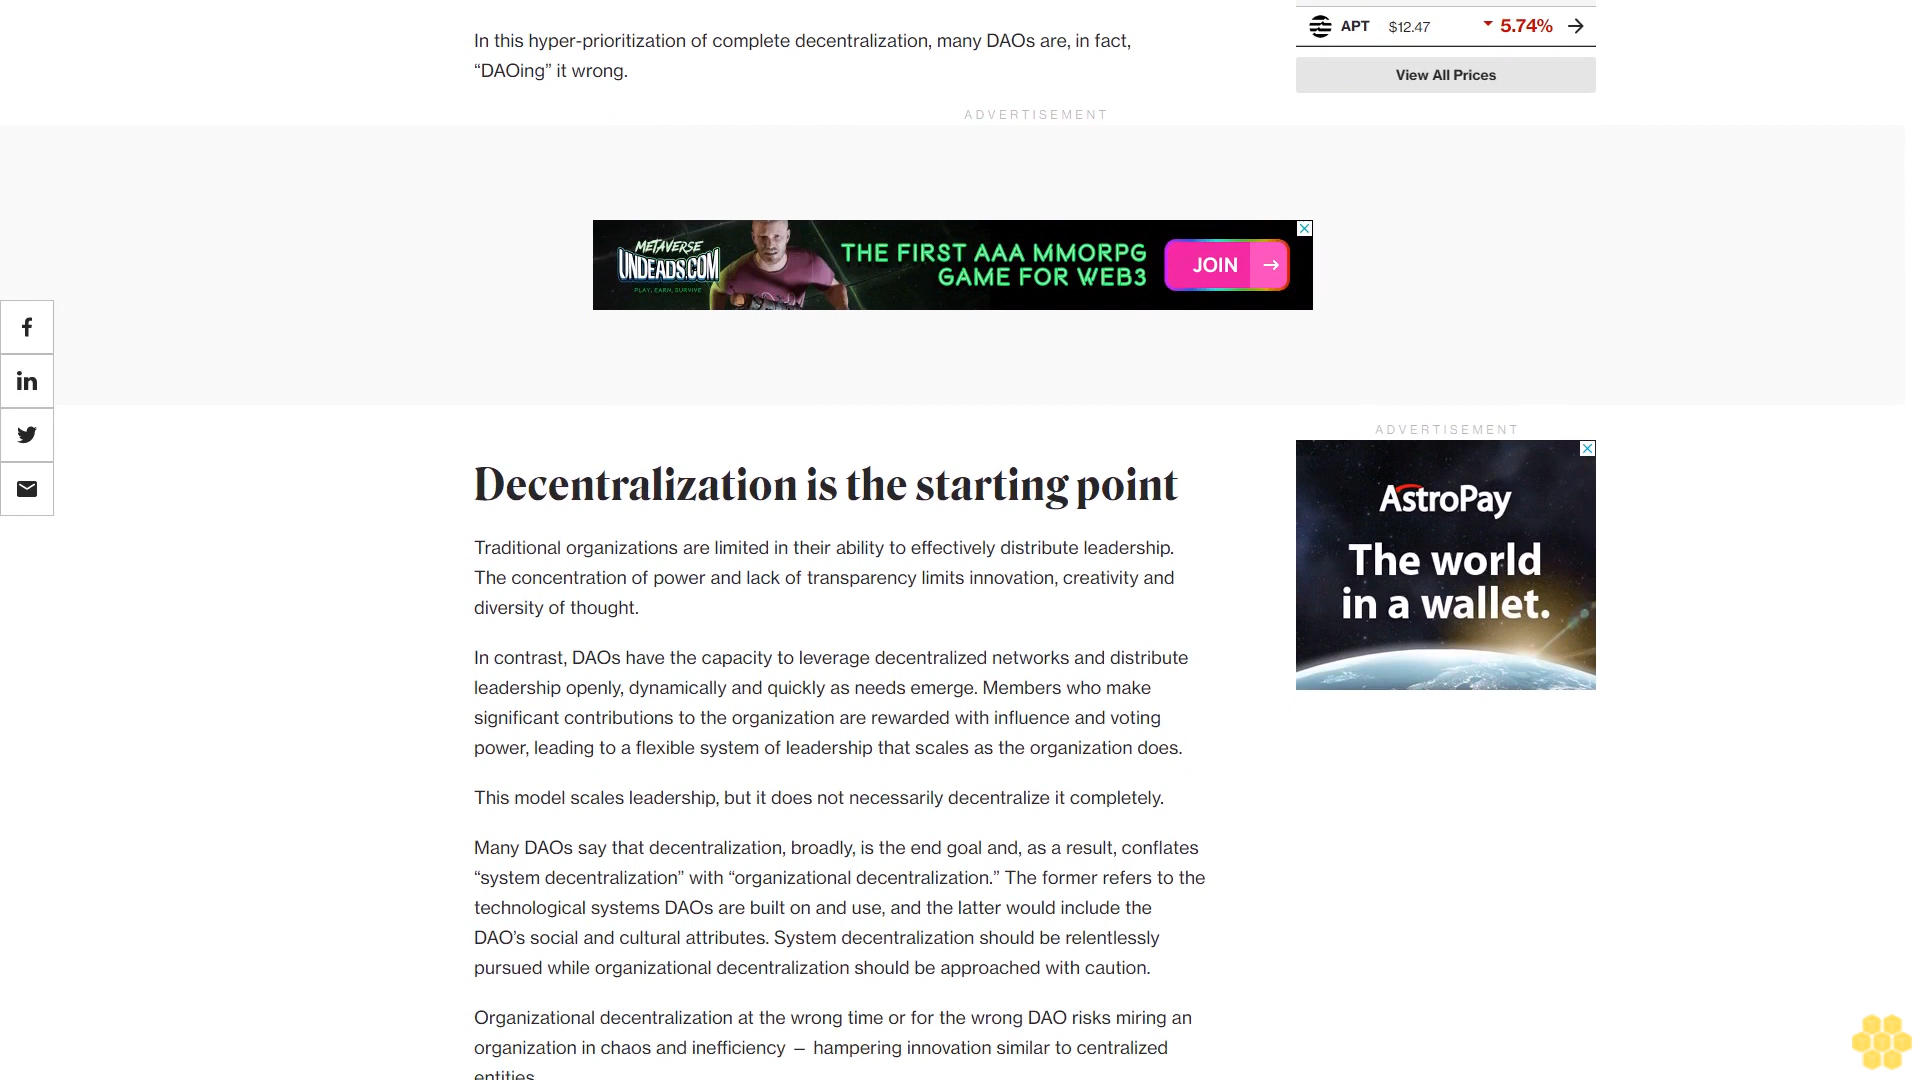 In this hyper-prioritization of complete decentralization, many DAOs are, in fact,
“DAOing” it wrong.
APT $12.47 5.74%
View All Prices
ADVERTISEMENT
METAVERSE
UNDEADS.COM
PLAY, EARN, SURVIVE
THE FIRST AAA MMORPG
GAME FOR WEB3
JOIN
Decentralization is the starting point
Traditional organizations are limited in their ability to effectively distribute leadership.
The concentration of power and lack of transparency limits innovation, creativity and
diversity of thought.
In contrast, DAOs have the capacity to leverage decentralized networks and distribute
leadership openly, dynamically and quickly as needs emerge. Members who make
significant contributions to the organization are rewarded with influence and voting
power, leading to a flexible system of leadership that scales as the organization does.
This model scales leadership, but it does not necessarily decentralize it completely.
Many DAOs say that decentralization, broadly, is the end goal and, as a result, conflates
“system decentralization” with “organizational decentralization.” The former refers to the
technological systems DAOs are built on and use, and the latter would include the
DAO’s social and cultural attributes. System decentralization should be relentlessly
pursued while organizational decentralization should be approached with caution.
Organizational decentralization at the wrong time or for the wrong DAO risks miring an
organization in chaos and inefficiency – hampering innovation similar to centralized
entities.
ADVERTISEMENT
AstroPay
The world
in a wallet.